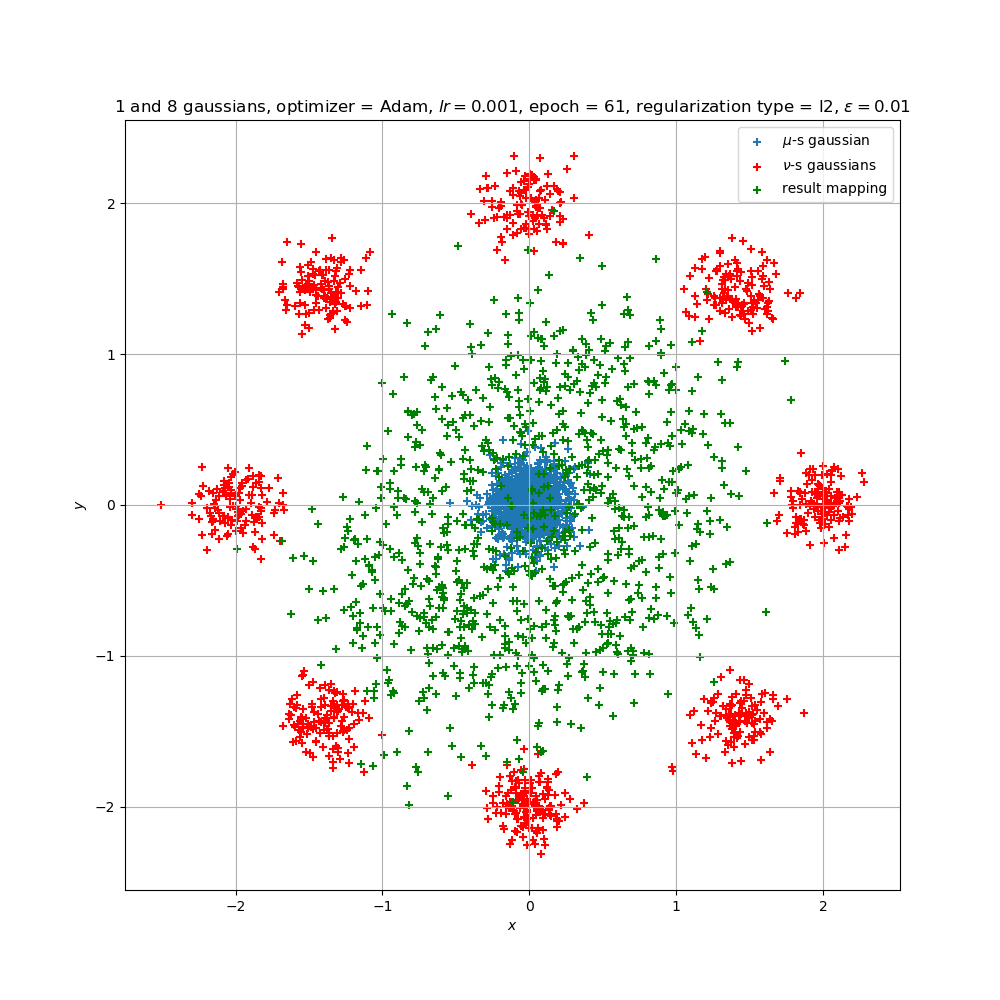 1 and 8 gaussians, optimizer = Adam, lr = 0.001, epoch = 61, regularization type = l2, ε = 0.01
μ-s gaussian
ν-s gaussians
result mapping
2
1
0
−1
−2
y
−2 −1 0 1 2
x